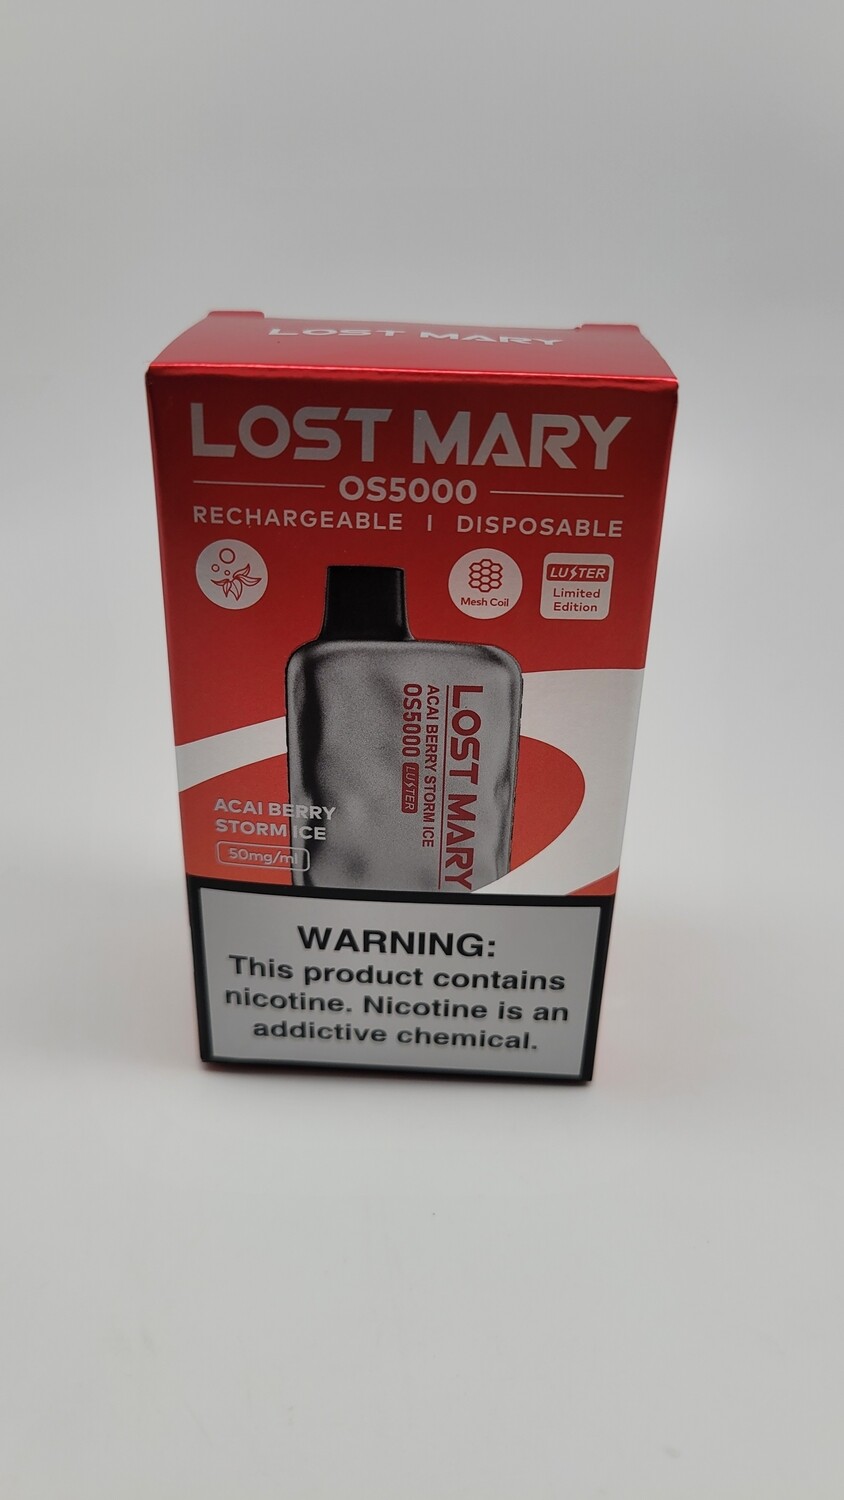 LOST MARY
LOST MARY
OS5000
RECHARGEABLE | DISPOSABLE
Mesh Coil
LUSTER
Limited
Edition
LOST MARY
ACAI BERRY STORM ICE
OS5000 LUSTER
ACAI BERRY
STORM ICE
50mg/ml
WARNING:
This product contains
nicotine. Nicotine is an
addictive chemical.